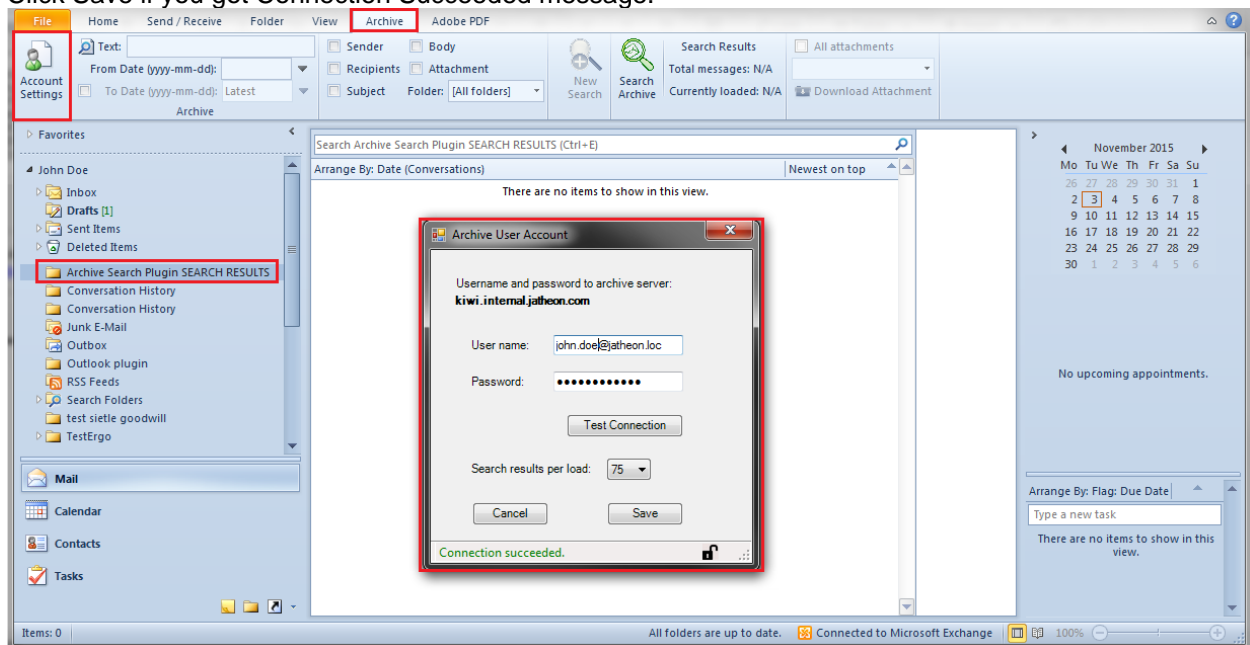 Click Save if you get Connection Succeeded message.
File Home Send / Receive Folder View Archive Adobe PDF
Account Settings
Text:
From Date (yyyy-mm-dd):
To Date (yyyy-mm-dd): Latest
Archive
Sender Body
Recipients Attachment
Subject Folder: [All folders]
New Search
Search Archive
Search Results
Total messages: N/A
Currently loaded: N/A
All attachments
Download Attachment
Favorites
John Doe
Inbox
Drafts [1]
Sent Items
Deleted Items
Archive Search Plugin SEARCH RESULTS
Conversation History
Conversation History
Junk E-Mail
Outbox
Outlook plugin
RSS Feeds
Search Folders
test sietle goodwill
TestErgo
Mail
Calendar
Contacts
Tasks
Search Archive Search Plugin SEARCH RESULTS (Ctrl+E)
Arrange By: Date (Conversations) Newest on top
There are no items to show in this view.
Archive User Account
Username and password to archive server:
kiwi.internal.jatheon.com
User name: john.doe@jatheon.loc
Password: ••••••••••••
Test Connection
Search results per load: 75
Cancel Save
Connection succeeded.
November 2015
Mo Tu We Th Fr Sa Su
26 27 28 29 30 31 1
2 3 4 5 6 7 8
9 10 11 12 13 14 15
16 17 18 19 20 21 22
23 24 25 26 27 28 29
30 1 2 3 4 5 6
No upcoming appointments.
Arrange By: Flag: Due Date
Type a new task
There are no items to show in this
view.
Items: 0 All folders are up to date. Connected to Microsoft Exchange 100%